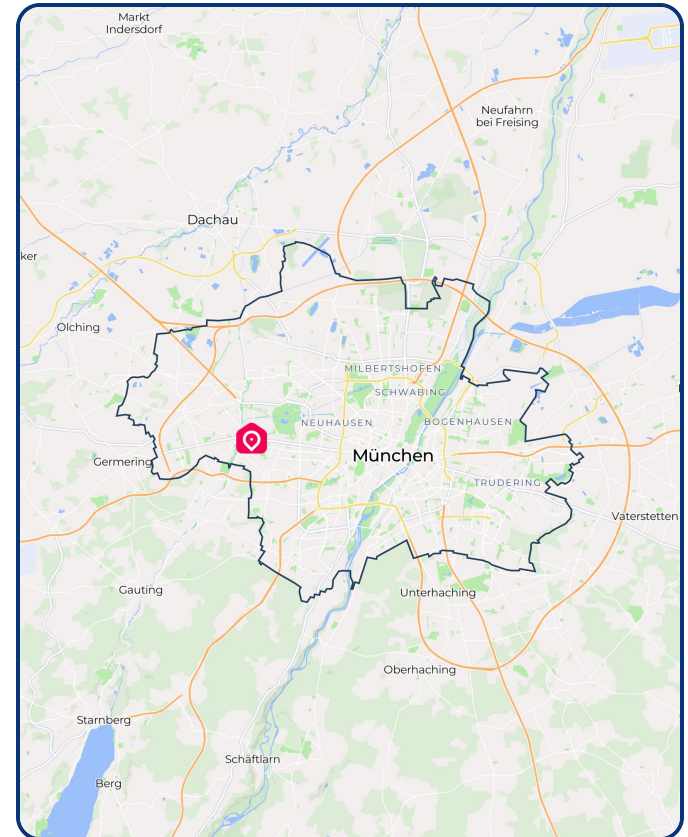 Markt
Indersdorf
Neufahrn
bei Freising
Dachau
ker
Olching
MILBERTSHOFEN
SCHWABING
NEUHAUSEN
BOGENHAUSEN
München
Germering
TRUDERING
Vaterstetten
Gauting
Unterhaching
Oberhaching
Starnberg
Schäftlarn
Berg